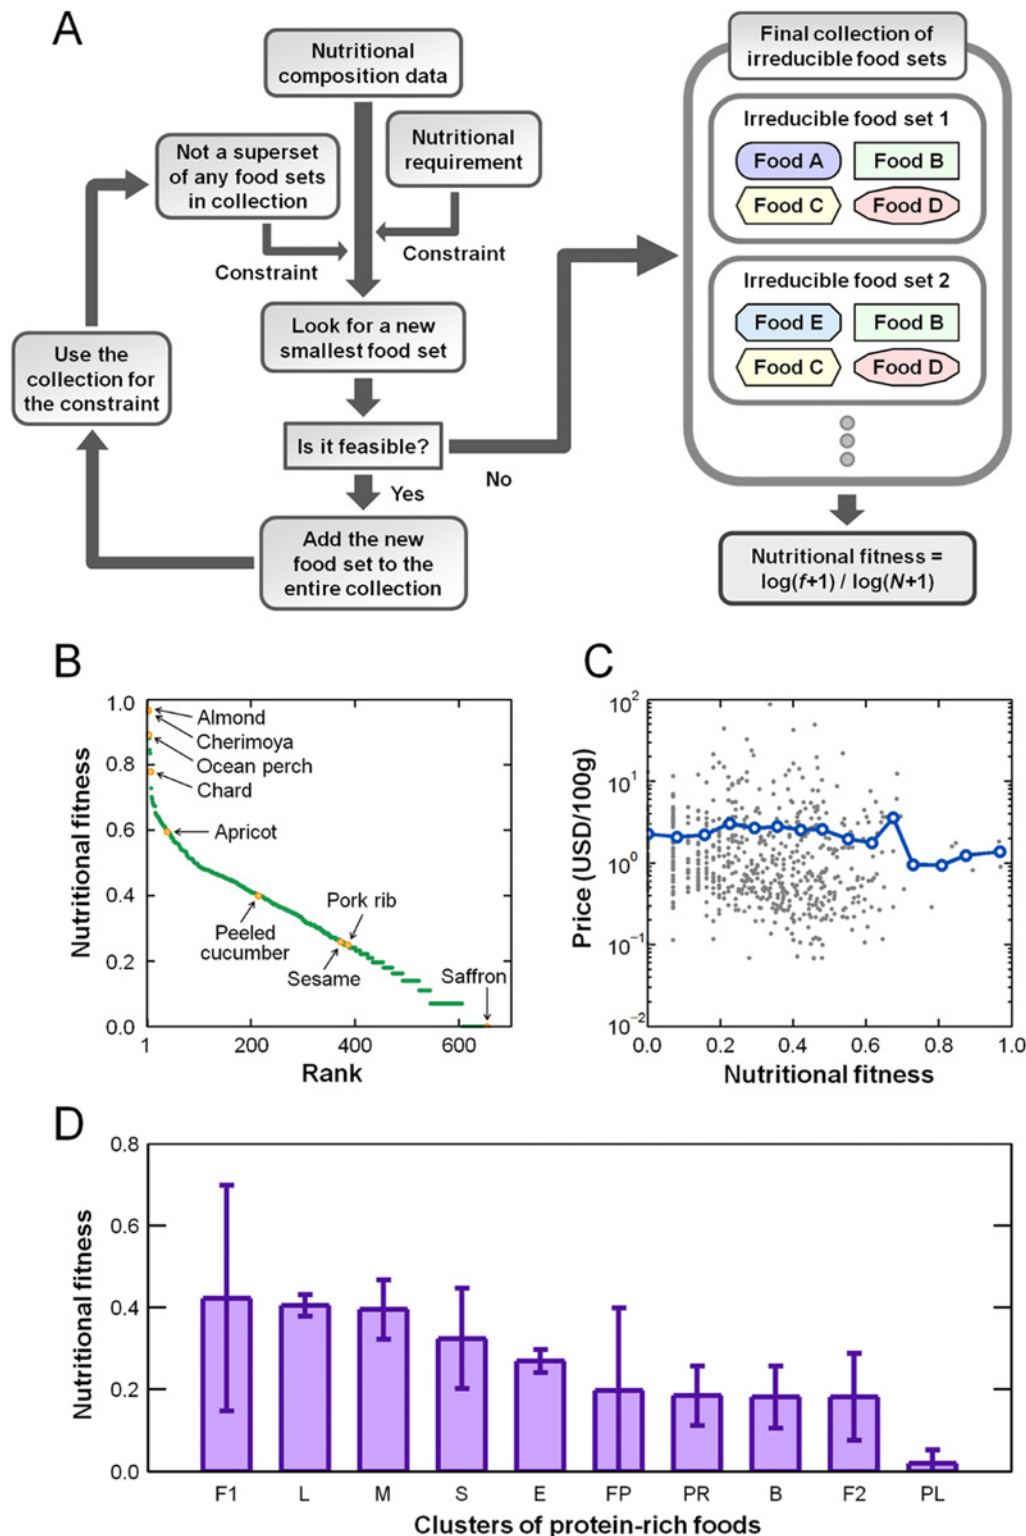 A
Nutritional
composition data
Nutritional
requirement
Not a superset
of any food sets
in collection
Constraint
Constraint
Look for a new
smallest food set
Use the
collection for
the constraint
Is it feasible?
No
Yes
Add the new
food set to the
entire collection
Final collection of
irreducible food sets
Irreducible food set 1
Food A
Food B
Food C
Food D
Irreducible food set 2
Food E
Food B
Food C
Food D
Nutritional fitness =
log(f+1) / log(N+1)
B
Nutritional fitness
1.0
0.8
0.6
0.4
0.2
0.0
Almond
Cherimoya
Ocean perch
Chard
Apricot
Peeled
cucumber
Pork rib
Sesame
Saffron
1
200
400
600
Rank
C
Price (USD/100g)
10²
10¹
10⁰
10⁻¹
10⁻²
0.0
0.2
0.4
0.6
0.8
1.0
Nutritional fitness
D
Nutritional fitness
0.8
0.6
0.4
0.2
0.0
F1
L
M
S
E
FP
PR
B
F2
PL
Clusters of protein-rich foods